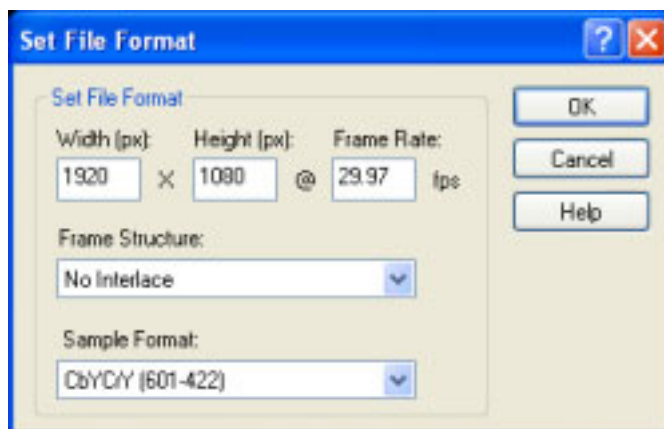 Set File Format
Set File Format
OK
Width (px): Height (px): Frame Rate:
1920 X 1080 @ 29.97 fps
Cancel
Help
Frame Structure:
No Interlace
Sample Format:
CbYCrY (601-422)